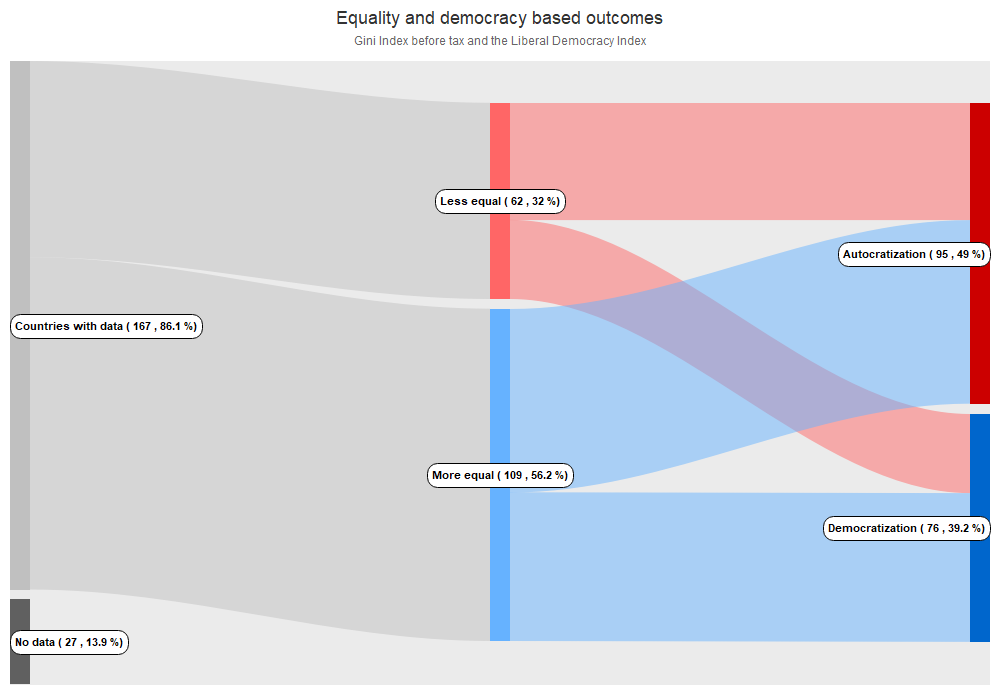 Equality and democracy based outcomes
Gini Index before tax and the Liberal Democracy Index
Less equal ( 62 , 32 %)
Autocratization ( 95 , 49 %)
Countries with data ( 167 , 86.1 %)
More equal ( 109 , 56.2 %)
Democratization ( 76 , 39.2 %)
No data ( 27 , 13.9 %)